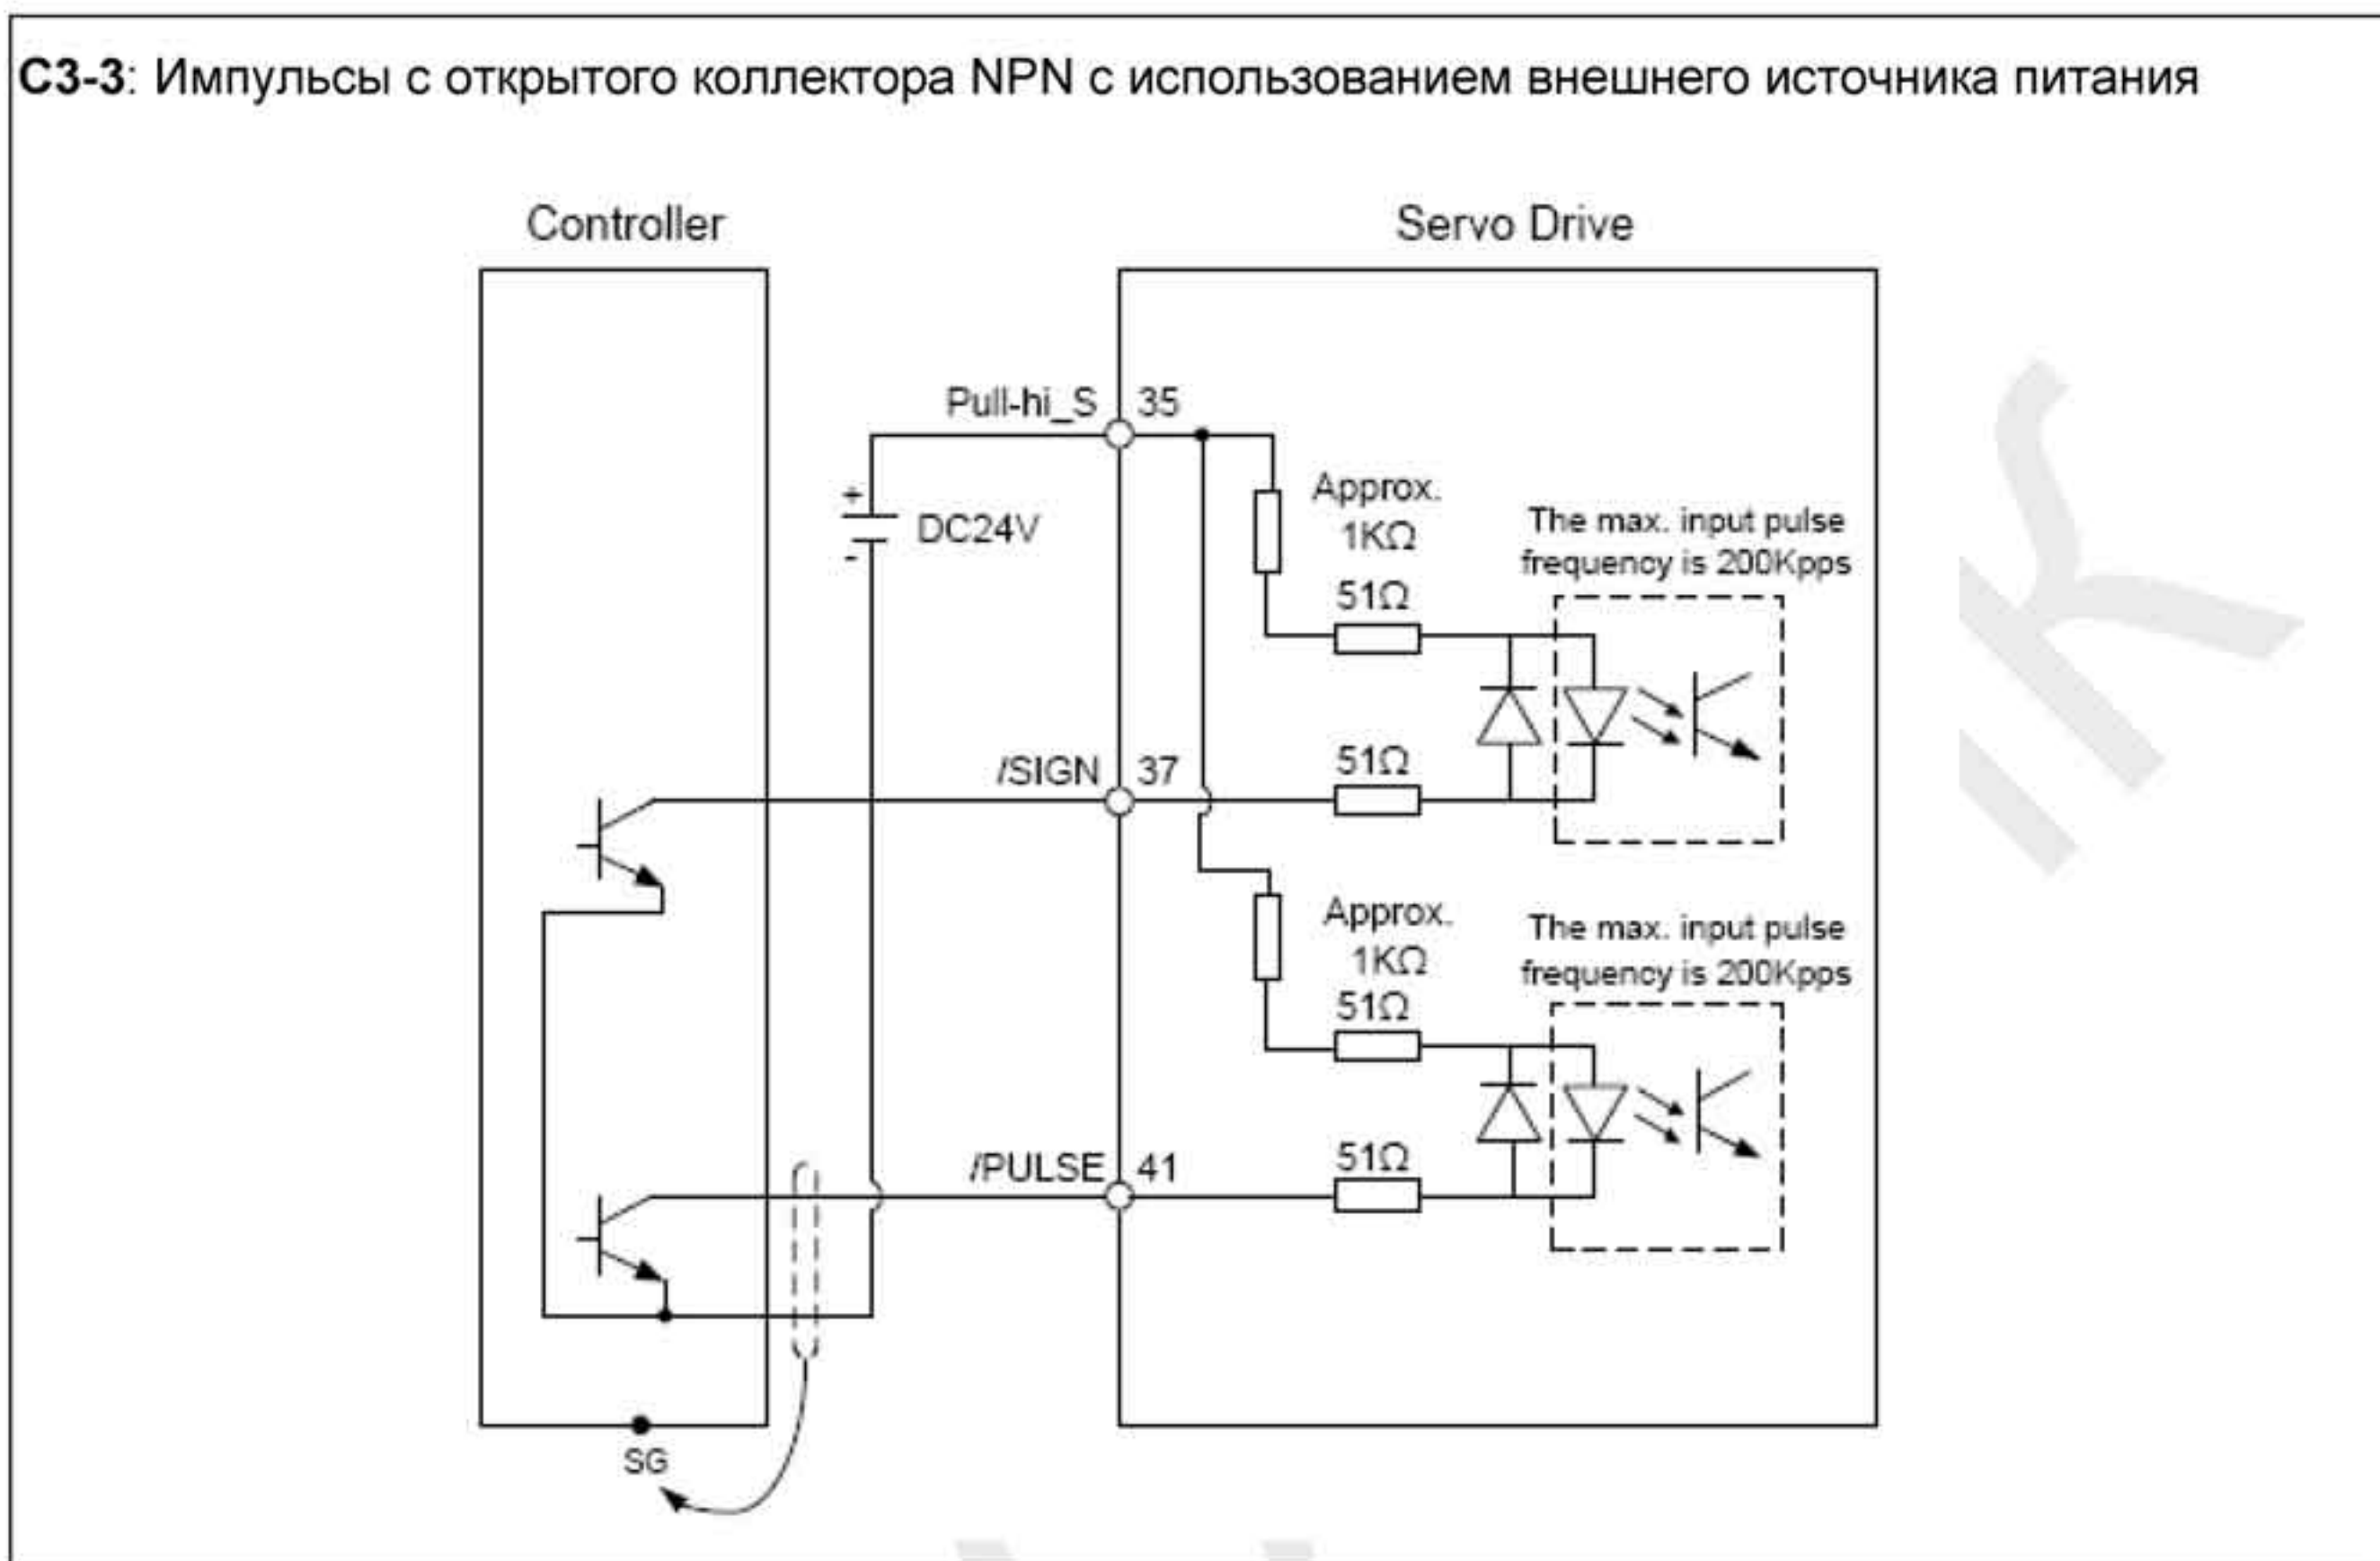 С3-3: Импульсы с открытого коллектора NPN с использованием внешнего источника питания
Controller
Servo Drive
Pull-hi_S
35
+
DC24V
-
Approx.
1KΩ
51Ω
The max. input pulse
frequency is 200Kpps
/SIGN
37
51Ω
Approx.
1KΩ
51Ω
The max. input pulse
frequency is 200Kpps
/PULSE
41
51Ω
SG